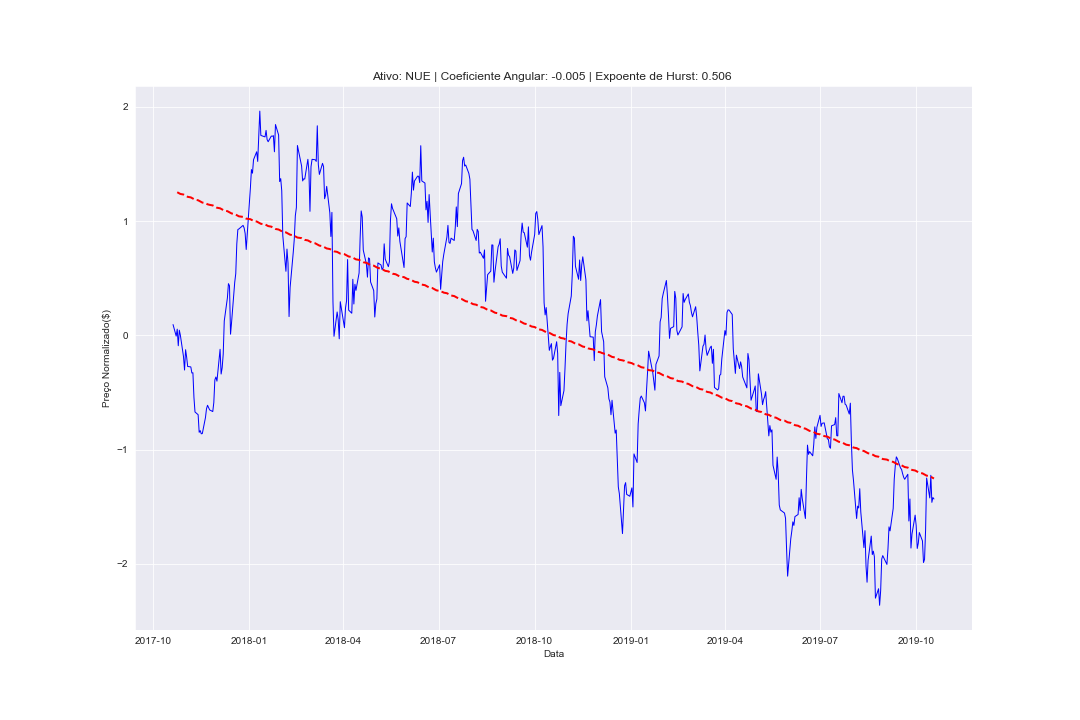 Ativo: NUE | Coeficiente Angular: -0.005 | Expoente de Hurst: 0.506
2
1
0
−1
−2
Preço Normalizado($)
2017-10 2018-01 2018-04 2018-07 2018-10 2019-01 2019-04 2019-07 2019-10
Data